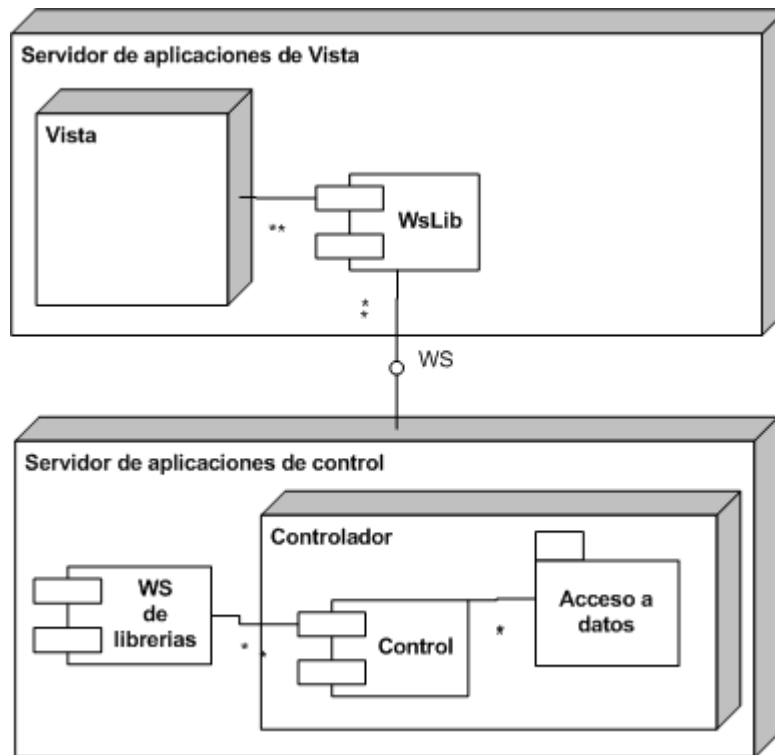 Servidor de aplicaciones de Vista
Vista
WsLib
**
*
*
WS
Servidor de aplicaciones de control
Controlador
WS
de
librerias
* *
Control
*
Acceso a
datos